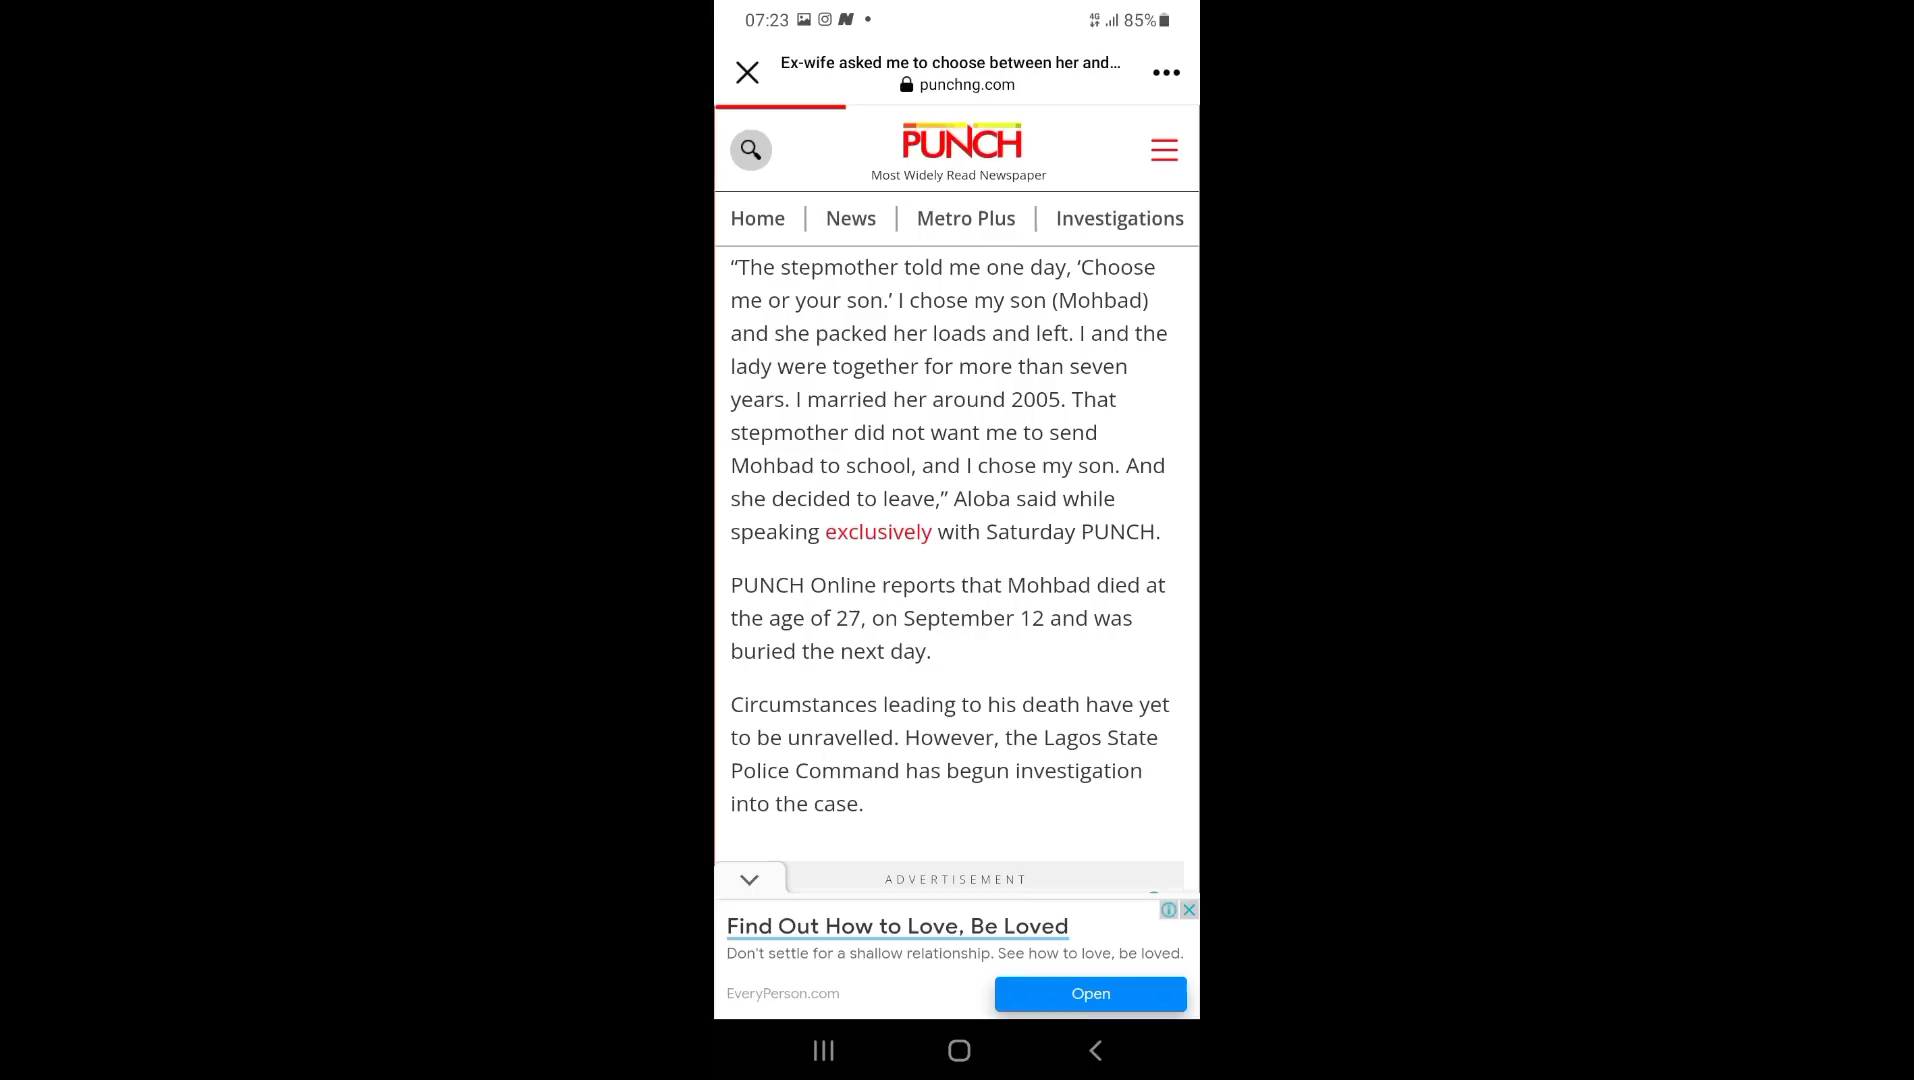 07:23
4G 85%
Ex-wife asked me to choose between her and...
punchng.com
PUNCH
Most Widely Read Newspaper
Home News Metro Plus Investigations
“The stepmother told me one day, ‘Choose
me or your son.’ I chose my son (Mohbad)
and she packed her loads and left. I and the
lady were together for more than seven
years. I married her around 2005. That
stepmother did not want me to send
Mohbad to school, and I chose my son. And
she decided to leave,” Aloba said while
speaking exclusively with Saturday PUNCH.
PUNCH Online reports that Mohbad died at
the age of 27, on September 12 and was
buried the next day.
Circumstances leading to his death have yet
to be unravelled. However, the Lagos State
Police Command has begun investigation
into the case.
ADVERTISEMENT
Find Out How to Love, Be Loved
Don't settle for a shallow relationship. See how to love, be loved.
EveryPerson.com
Open